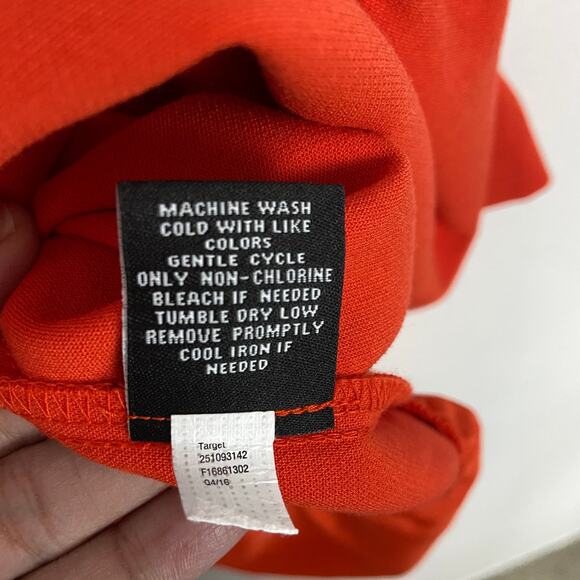 MACHINE WASH
COLD WITH LIKE
COLORS
GENTLE CYCLE
ONLY NON-CHLORINE
BLEACH IF NEEDED
TUMBLE DRY LOW
REMOVE PROMPTLY
COOL IRON IF
NEEDED
Target
251093142
F16861302
Q4/16